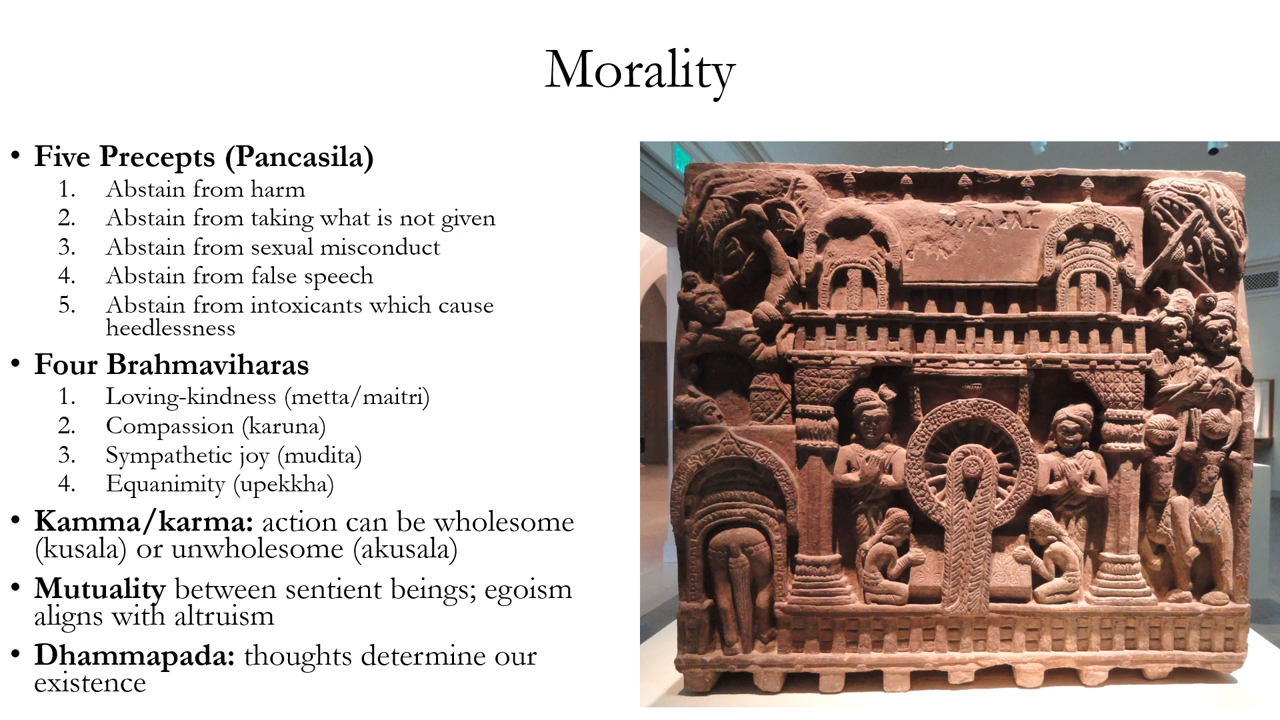 Morality
• Five Precepts (Pancasila)
1. Abstain from harm
2. Abstain from taking what is not given
3. Abstain from sexual misconduct
4. Abstain from false speech
5. Abstain from intoxicants which cause
heedlessness
• Four Brahmaviharas
1. Loving-kindness (metta/maitri)
2. Compassion (karuna)
3. Sympathetic joy (mudita)
4. Equanimity (upekkha)
• Kamma/karma: action can be wholesome
(kusala) or unwholesome (akusala)
• Mutuality between sentient beings; egoism
aligns with altruism
• Dhammapada: thoughts determine our
existence